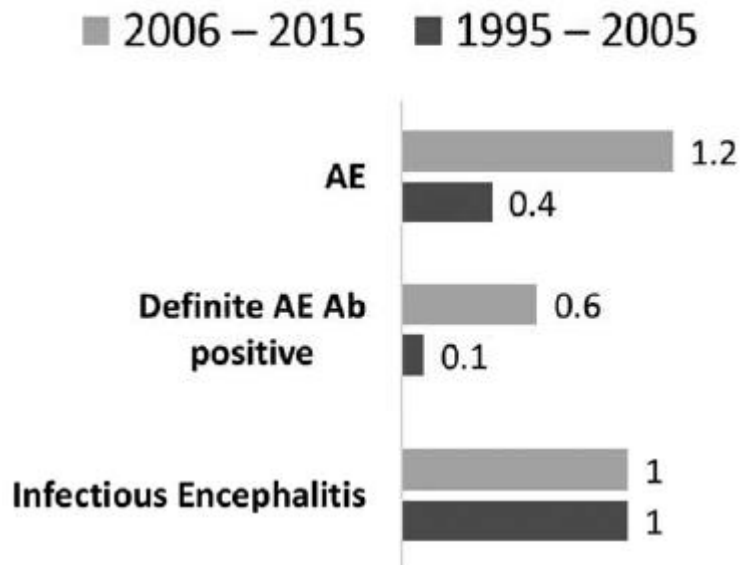 2006 – 2015 1995 – 2005
AE
1.2
0.4
Definite AE Ab
positive
0.6
0.1
Infectious Encephalitis
1
1